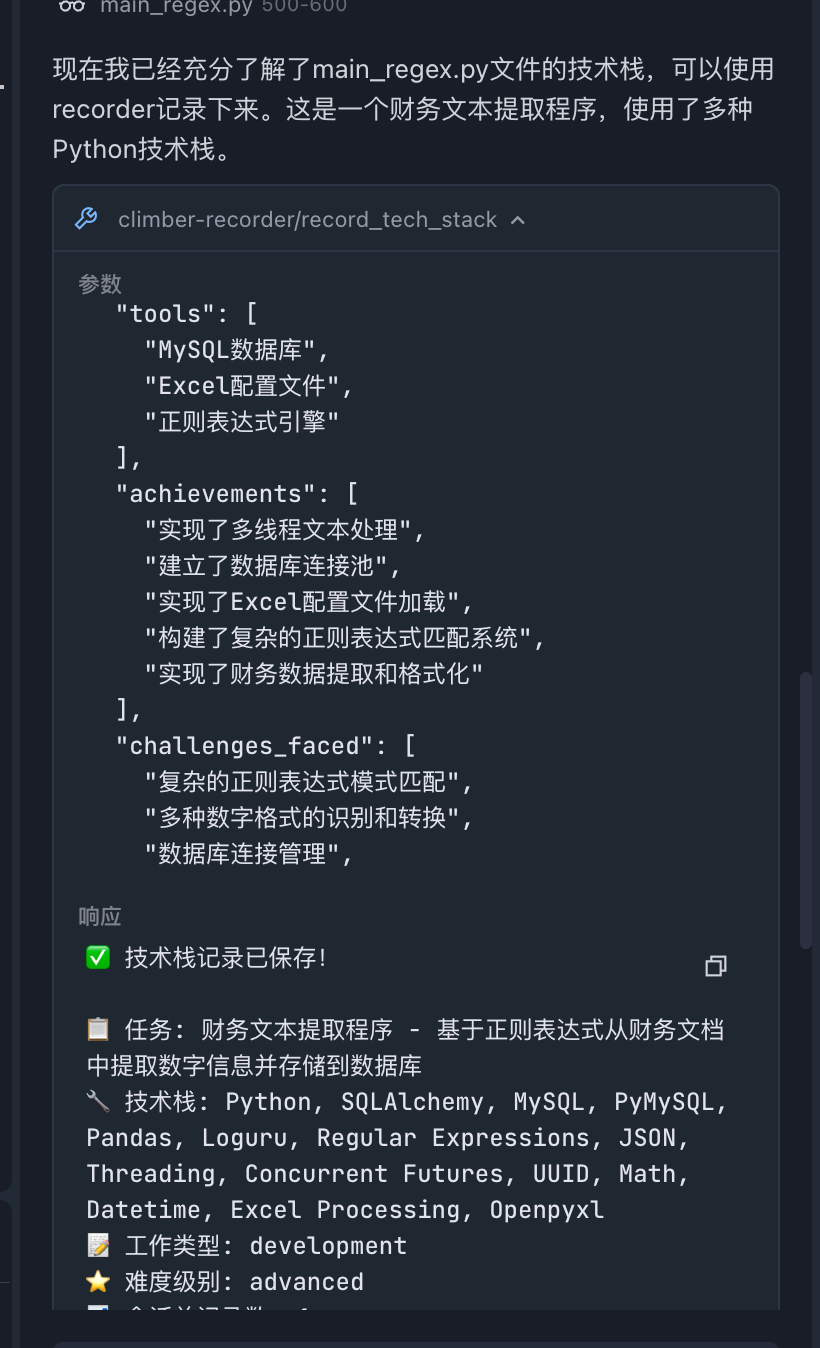 main_regex.py 500-600
现在我已经充分了解了main_regex.py文件的技术栈，可以使用
recorder记录下来。这是一个财务文本提取程序，使用了多种
Python技术栈。
climber-recorder/record_tech_stack
参数
"tools": [
"MySQL数据库",
"Excel配置文件",
"正则表达式引擎"
],
"achievements": [
"实现了多线程文本处理",
"建立了数据库连接池",
"实现了Excel配置文件加载",
"构建了复杂的正则表达式匹配系统",
"实现了财务数据提取和格式化"
],
"challenges_faced": [
"复杂的正则表达式模式匹配",
"多种数字格式的识别和转换",
"数据库连接管理",
响应
✅ 技术栈记录已保存！
📋 任务: 财务文本提取程序 - 基于正则表达式从财务文档
中提取数字信息并存储到数据库
🔧 技术栈: Python, SQLAlchemy, MySQL, PyMySQL,
Pandas, Loguru, Regular Expressions, JSON,
Threading, Concurrent Futures, UUID, Math,
Datetime, Excel Processing, Openpyxl
📝 工作类型: development
⭐ 难度级别: advanced